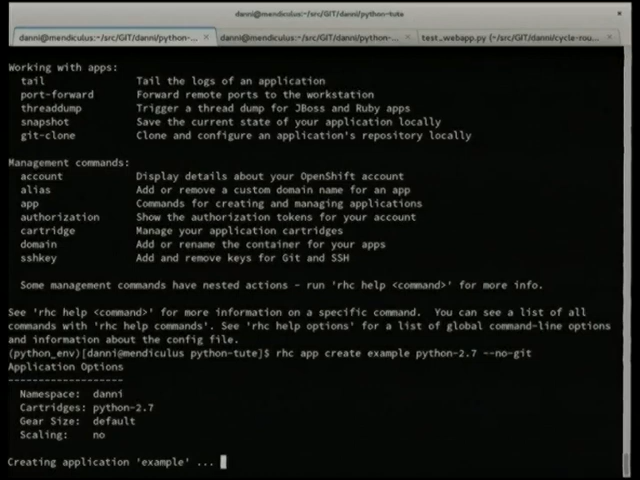 danni@mendiculus:~/src/GIT/danni/python-tute
danni@mendiculus:~/src/GIT/danni/python-... × danni@mendiculus:~/src/GIT/danni/python-... × test_webapp.py (~/src/GIT/danni/cycle-rou... ×
Working with apps:
tail Tail the logs of an application
port-forward Forward remote ports to the workstation
threaddump Trigger a thread dump for JBoss and Ruby apps
snapshot Save the current state of your application locally
git-clone Clone and configure an application's repository locally
Management commands:
account Display details about your OpenShift account
alias Add or remove a custom domain name for an app
app Commands for creating and managing applications
authorization Show the authorization tokens for your account
cartridge Manage your application cartridges
domain Add or rename the container for your apps
sshkey Add and remove keys for Git and SSH
Some management commands have nested actions - run 'rhc help <command>' for more info.
See 'rhc help <command>' for more information on a specific command. You can see a list of all
commands with 'rhc help commands'. See 'rhc help options' for a list of global command-line options
and information about the config file.
(python_env)[danni@mendiculus python-tute]$ rhc app create example python-2.7 --no-git
Application Options
-------------------
Namespace: danni
Cartridges: python-2.7
Gear Size: default
Scaling: no
Creating application 'example' ...